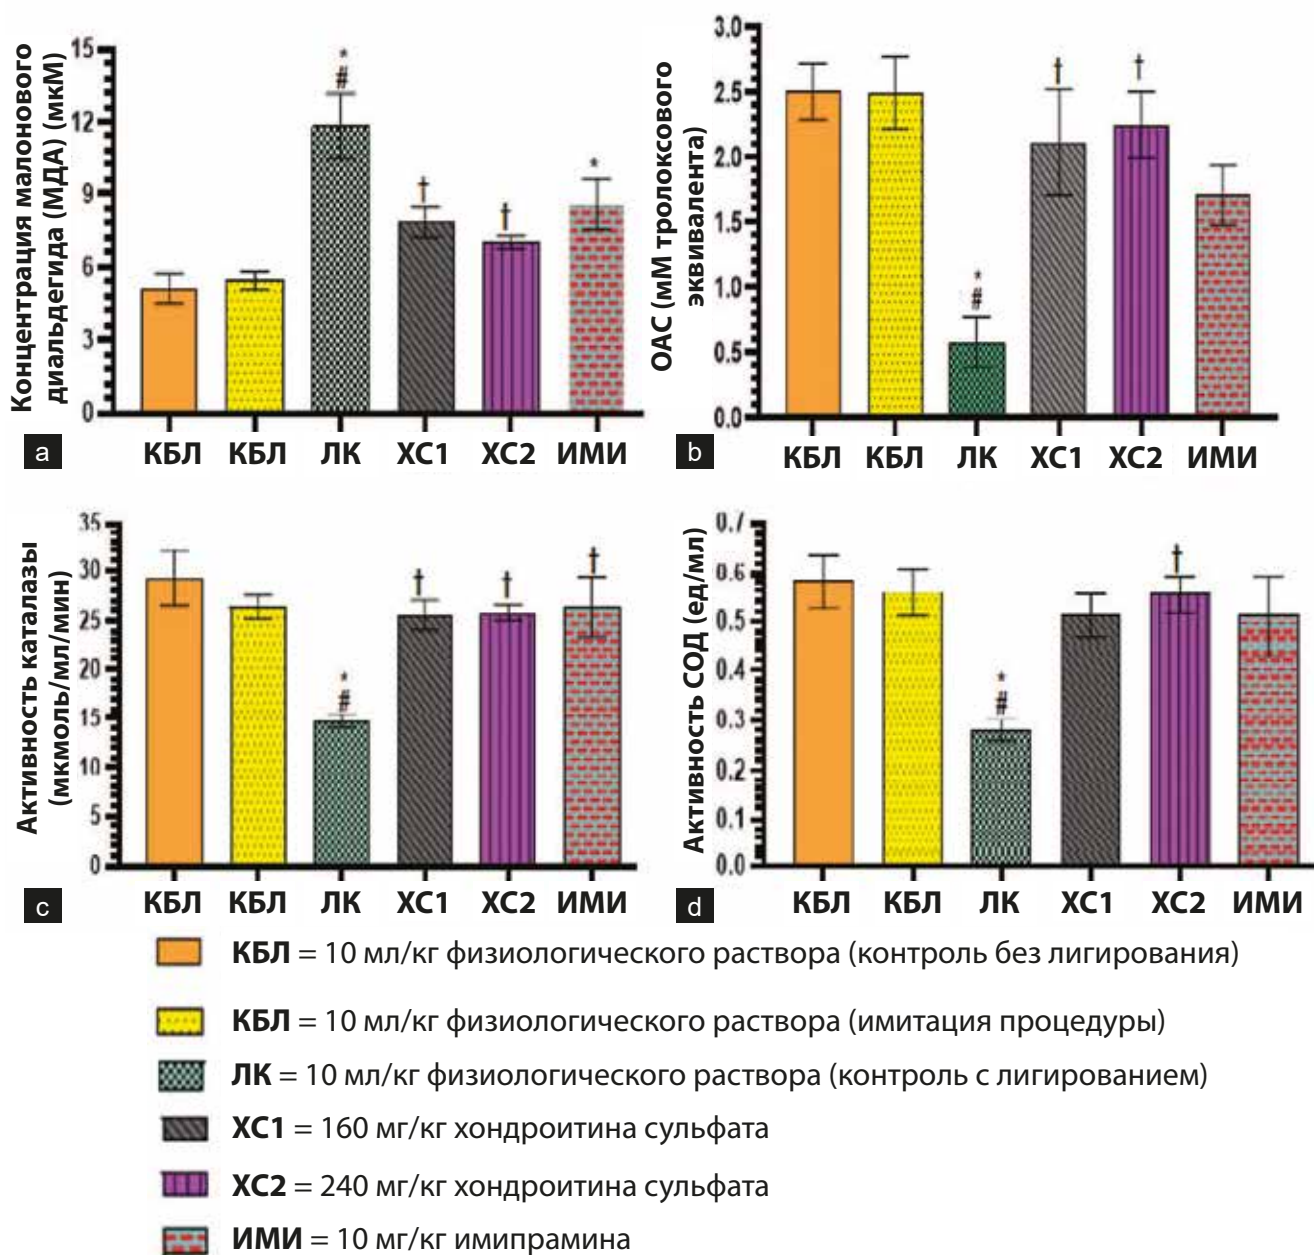 Концентрация малонового
диальдегида (МДА) (мкМ)
15
12
9
6
3
0
*
#
†
†
*
a
КБЛ КБЛ ЛК ХС1 ХС2 ИМИ
ОАС (мМ тролоксового
эквивалента)
3.0
2.5
2.0
1.5
1.0
0.5
0.0
*
#
†
†
b
КБЛ КБЛ ЛК ХС1 ХС2 ИМИ
Активность каталазы
(мкмоль/мл/мин)
35
30
25
20
15
10
5
0
*
#
†
†
†
c
КБЛ КБЛ ЛК ХС1 ХС2 ИМИ
Активность СОД (ед/мл)
0.7
0.6
0.5
0.4
0.3
0.2
0.1
0.0
*
#
†
d
КБЛ КБЛ ЛК ХС1 ХС2 ИМИ
КБЛ = 10 мл/кг физиологического раствора (контроль без лигирования)
КБЛ = 10 мл/кг физиологического раствора (имитация процедуры)
ЛК = 10 мл/кг физиологического раствора (контроль с лигированием)
ХС1 = 160 мг/кг хондроитина сульфата
ХС2 = 240 мг/кг хондроитина сульфата
ИМИ = 10 мг/кг имипрамина